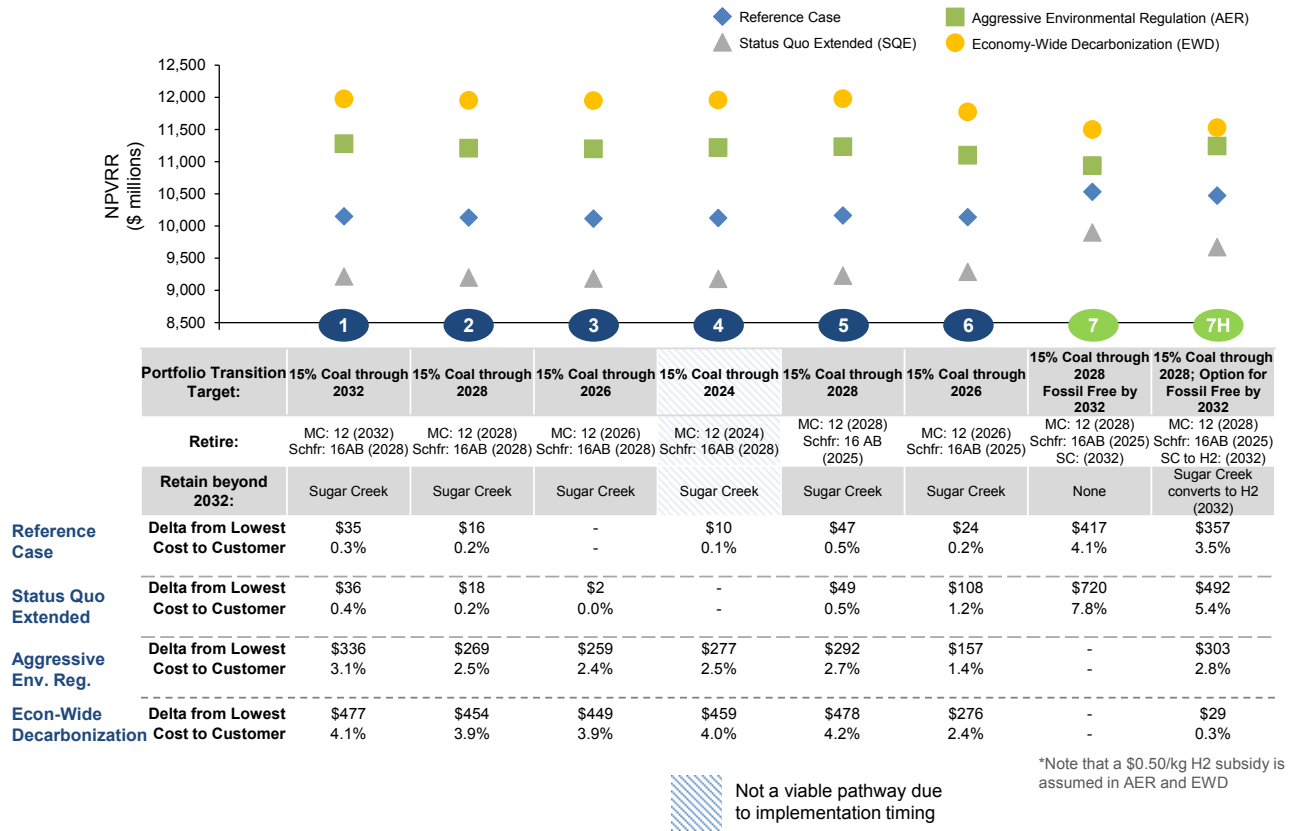 Reference Case
Aggressive Environmental Regulation (AER)
Status Quo Extended (SQE)
Economy-Wide Decarbonization (EWD)
NPVRR
($ millions)
12,500
12,000
11,500
11,000
10,500
10,000
9,500
9,000
8,500
1 2 3 4 5 6 7 7H
Portfolio Transition Target:
15% Coal through 2032
15% Coal through 2028
15% Coal through 2026
15% Coal through 2024
15% Coal through 2028
15% Coal through 2026
15% Coal through 2028
Fossil Free by 2032
15% Coal through 2028; Option for Fossil Free by 2032
Retire:
MC: 12 (2032)
Schfr: 16AB (2028)
MC: 12 (2028)
Schfr: 16AB (2028)
MC: 12 (2026)
Schfr: 16AB (2028)
MC: 12 (2024)
Schfr: 16AB (2028)
MC: 12 (2028)
Schfr: 16 AB
(2025)
MC: 12 (2026)
Schfr: 16AB (2025)
MC: 12 (2028)
Schfr: 16AB (2025)
SC: (2032)
MC: 12 (2028)
Schfr: 16AB (2025)
SC to H2: (2032)
Retain beyond 2032:
Sugar Creek
Sugar Creek
Sugar Creek
Sugar Creek
Sugar Creek
Sugar Creek
None
Sugar Creek converts to H2 (2032)
Reference Case
Delta from Lowest $35 $16 - $10 $47 $24 $417 $357
Cost to Customer 0.3% 0.2% - 0.1% 0.5% 0.2% 4.1% 3.5%
Status Quo Extended
Delta from Lowest $36 $18 $2 - $49 $108 $720 $492
Cost to Customer 0.4% 0.2% 0.0% - 0.5% 1.2% 7.8% 5.4%
Aggressive Env. Reg.
Delta from Lowest $336 $269 $259 $277 $292 $157 - $303
Cost to Customer 3.1% 2.5% 2.4% 2.5% 2.7% 1.4% - 2.8%
Econ-Wide Decarbonization
Delta from Lowest $477 $454 $449 $459 $478 $276 - $29
Cost to Customer 4.1% 3.9% 3.9% 4.0% 4.2% 2.4% - 0.3%
*Note that a $0.50/kg H2 subsidy is
assumed in AER and EWD
Not a viable pathway due
to implementation timing